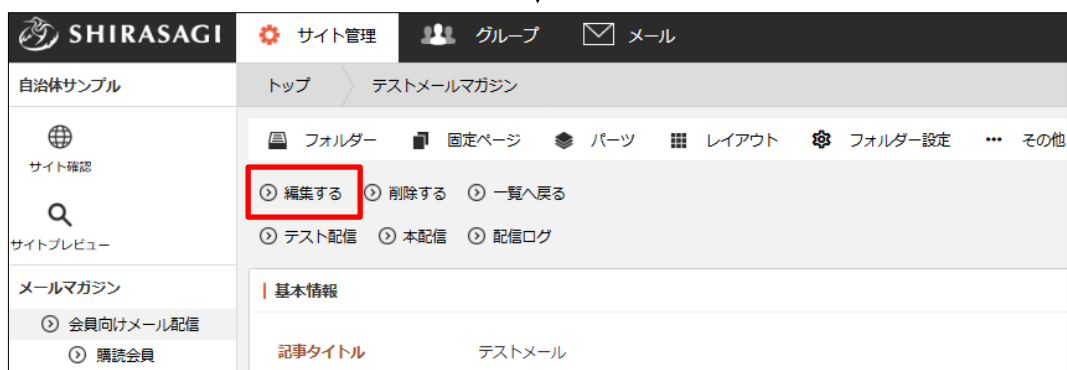 SHIRASAGI サイト管理 グループ メール
自治体サンプル トップ テストメールマガジン
フォルダー 固定ページ パーツ レイアウト フォルダー設定 ••• その他
サイト確認
編集する 削除する 一覧へ戻る
サイトプレビュー
テスト配信 本配信 配信ログ
メールマガジン 基本情報
会員向けメール配信
購読会員 記事タイトル テストメール